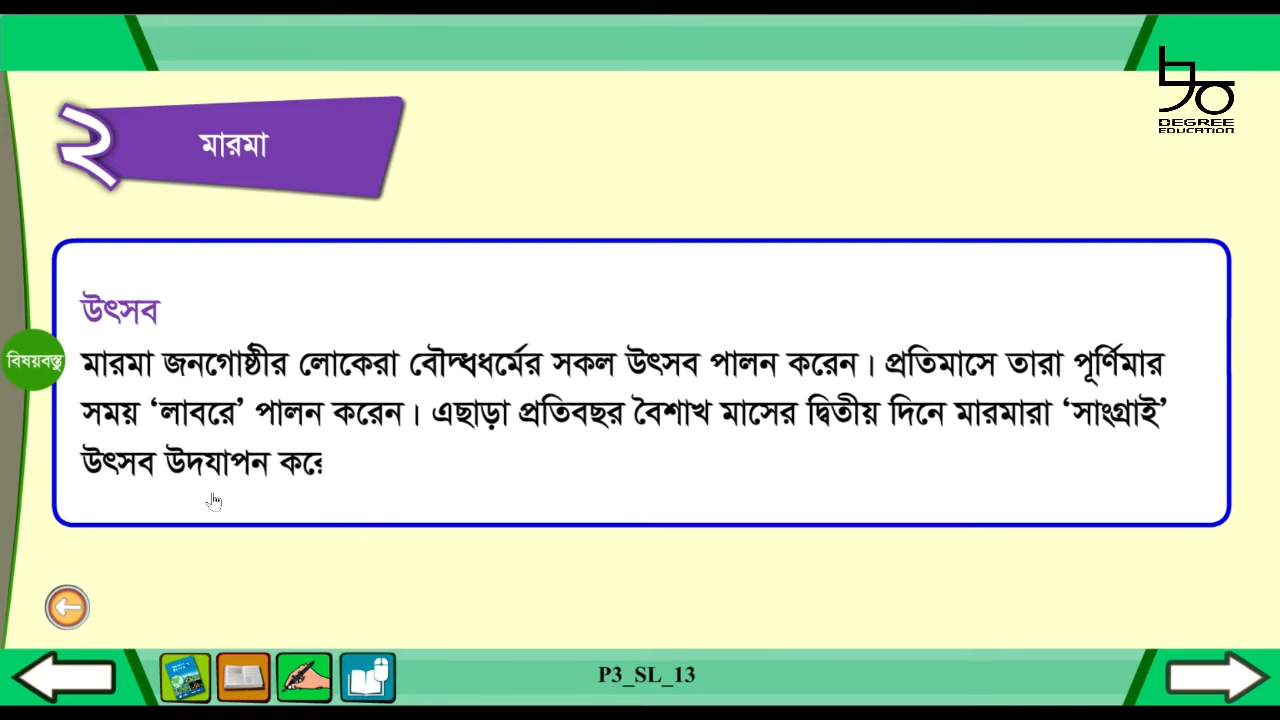 ২
মারমা
১০
DEGREE
EDUCATION
উৎসব
মারমা জনগোষ্ঠীর লোকেরা বৌদ্ধধর্মের সকল উৎসব পালন করেন। প্রতিমাসে তারা পূর্ণিমার
সময় ‘লাবরে’ পালন করেন। এছাড়া প্রতিবছর বৈশাখ মাসের দ্বিতীয় দিনে মারমারা ‘সাংগ্রাই’
উৎসব উদযাপন করে
বিষয়বস্তু
P3_SL_13